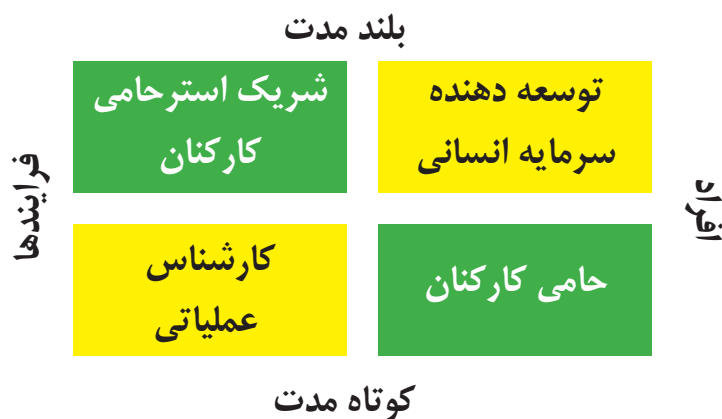 بلند مدت
توسعه دهنده
سرمایه انسانی
شریک استرحامی
کارکنان
افراد
فرایندها
حامی کارکنان
کارشناس
عملیاتی
کوتاه مدت